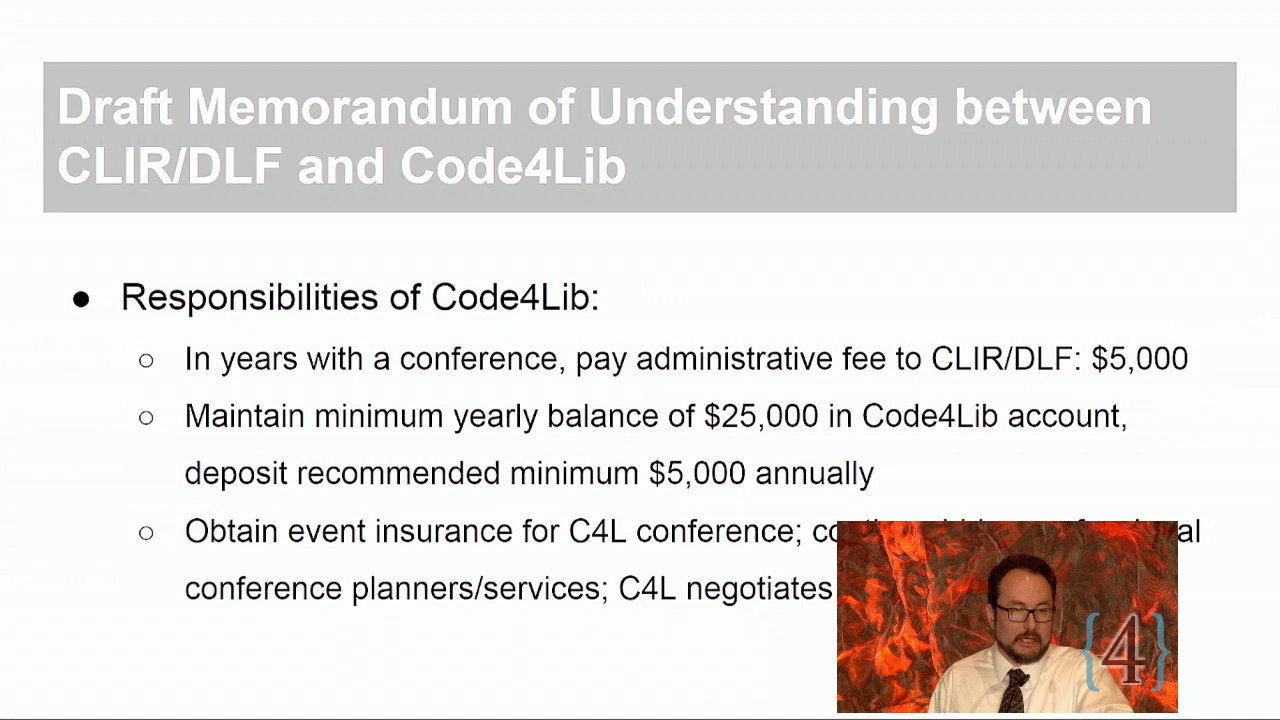 Draft Memorandum of Understanding between
CLIR/DLF and Code4Lib
● Responsibilities of Code4Lib:
○ In years with a conference, pay administrative fee to CLIR/DLF: $5,000
○ Maintain minimum yearly balance of $25,000 in Code4Lib account,
deposit recommended minimum $5,000 annually
○ Obtain event insurance for C4L conference;
conference planners/services; C4L negotiates
{4}